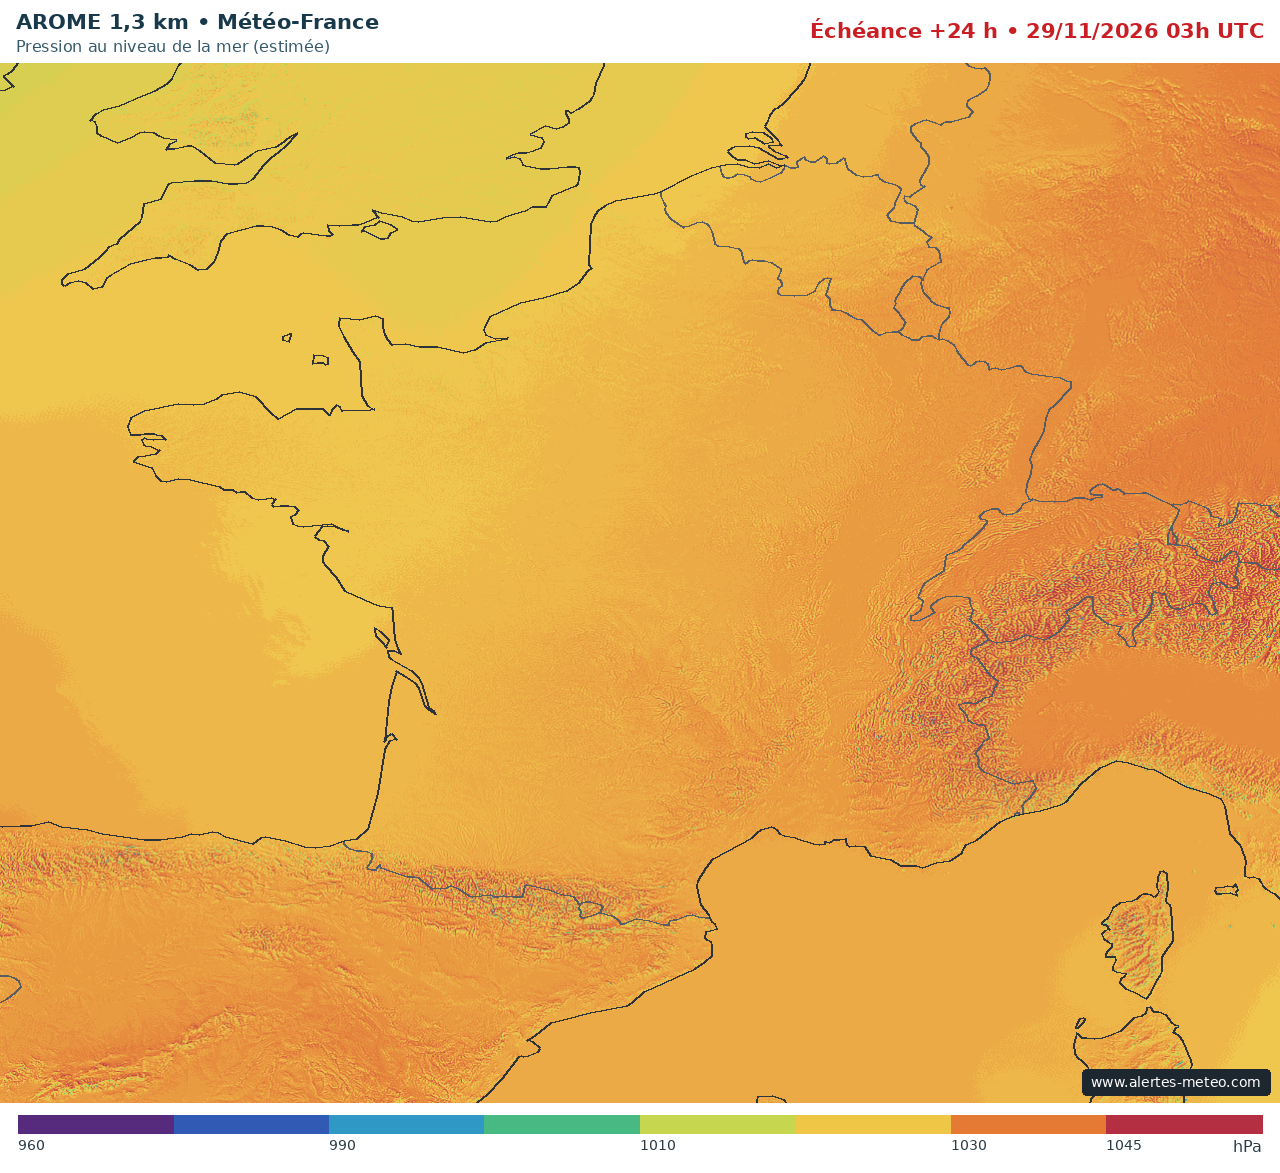 AROME 1,3 km • Météo-France
Pression au niveau de la mer (estimée)
Échéance +24 h • 29/11/2026 03h UTC
www.alertes-meteo.com
960 990 1010 1030 1045 hPa